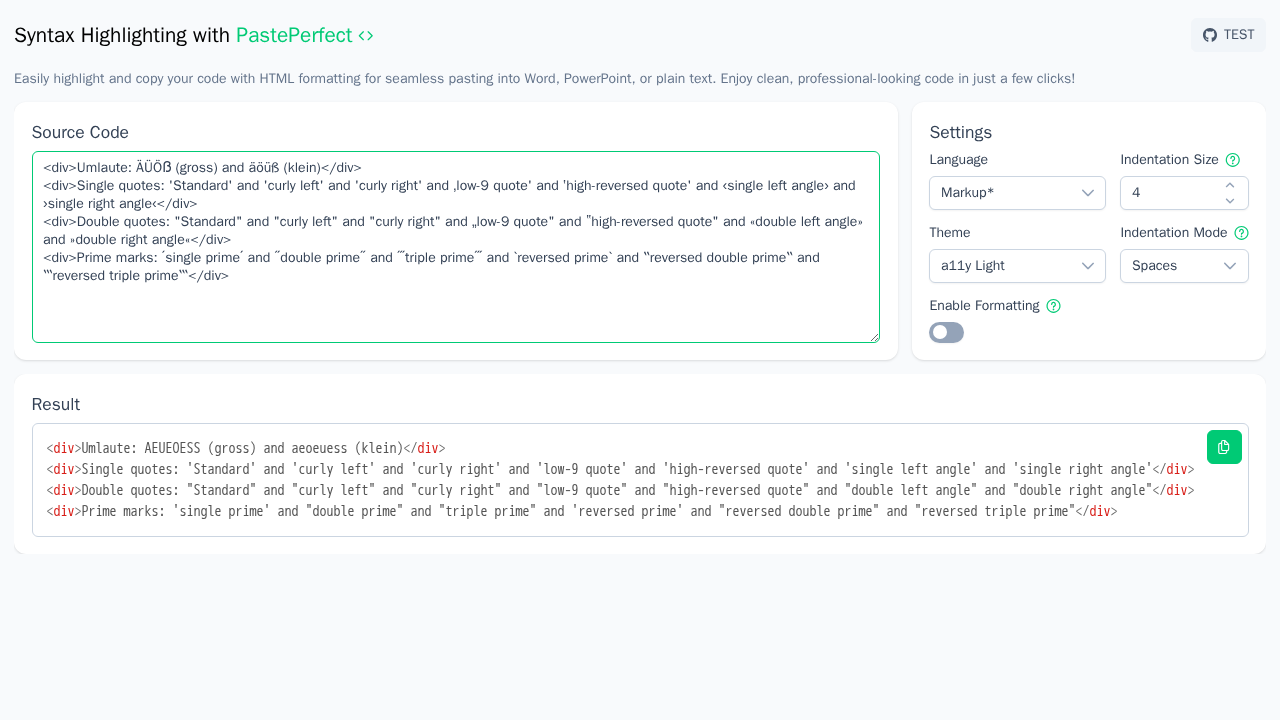 Syntax Highlighting with PastePerfect <>
TEST
Easily highlight and copy your code with HTML formatting for seamless pasting into Word, PowerPoint, or plain text. Enjoy clean, professional-looking code in just a few clicks!
Source Code
<div>Umlaute: ÄÜÖẞ (gross) and äöüß (klein)</div>
<div>Single quotes: 'Standard' and 'curly left' and 'curly right' and ‚low-9 quote' and ‛high-reversed quote' and ‹single left angle› and
›single right angle‹</div>
<div>Double quotes: "Standard" and "curly left" and "curly right" and „low-9 quote" and ‟high-reversed quote" and «double left angle»
and »double right angle«</div>
<div>Prime marks: ′single prime′ and ″double prime″ and ‴triple prime‴ and ‵reversed prime‵ and ‶reversed double prime‶ and
‷reversed triple prime‷</div>
Settings
Language
Indentation Size
Markup*
4
Theme
Indentation Mode
a11y Light
Spaces
Enable Formatting
Result
<div>Umlaute: AEUEOESS (gross) and aeoeuess (klein)</div>
<div>Single quotes: 'Standard' and 'curly left' and 'curly right' and 'low-9 quote' and 'high-reversed quote' and 'single left angle' and 'single right angle'</div>
<div>Double quotes: "Standard" and "curly left" and "curly right" and "low-9 quote" and "high-reversed quote" and "double left angle" and "double right angle"</div>
<div>Prime marks: 'single prime' and "double prime" and "triple prime" and 'reversed prime' and "reversed double prime" and "reversed triple prime"</div>